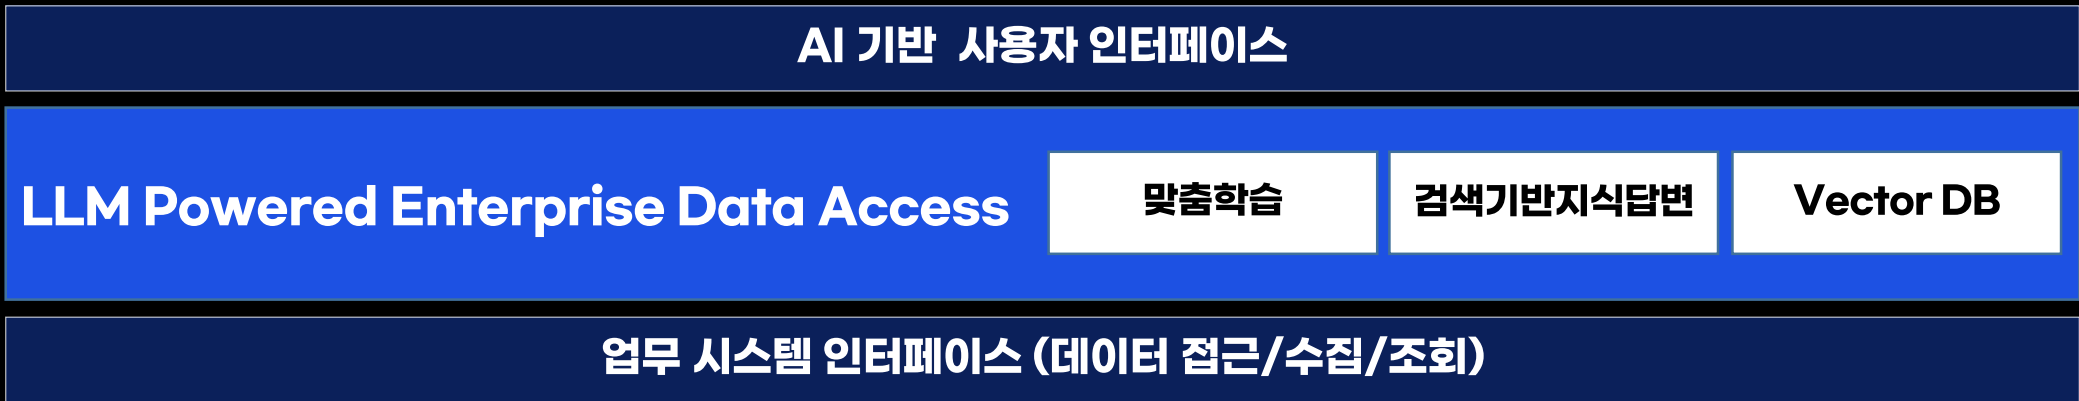 AI 기반 사용자 인터페이스
LLM Powered Enterprise Data Access
맞춤학습
검색기반지식답변
Vector DB
업무 시스템 인터페이스 (데이터 접근/수집/조회)